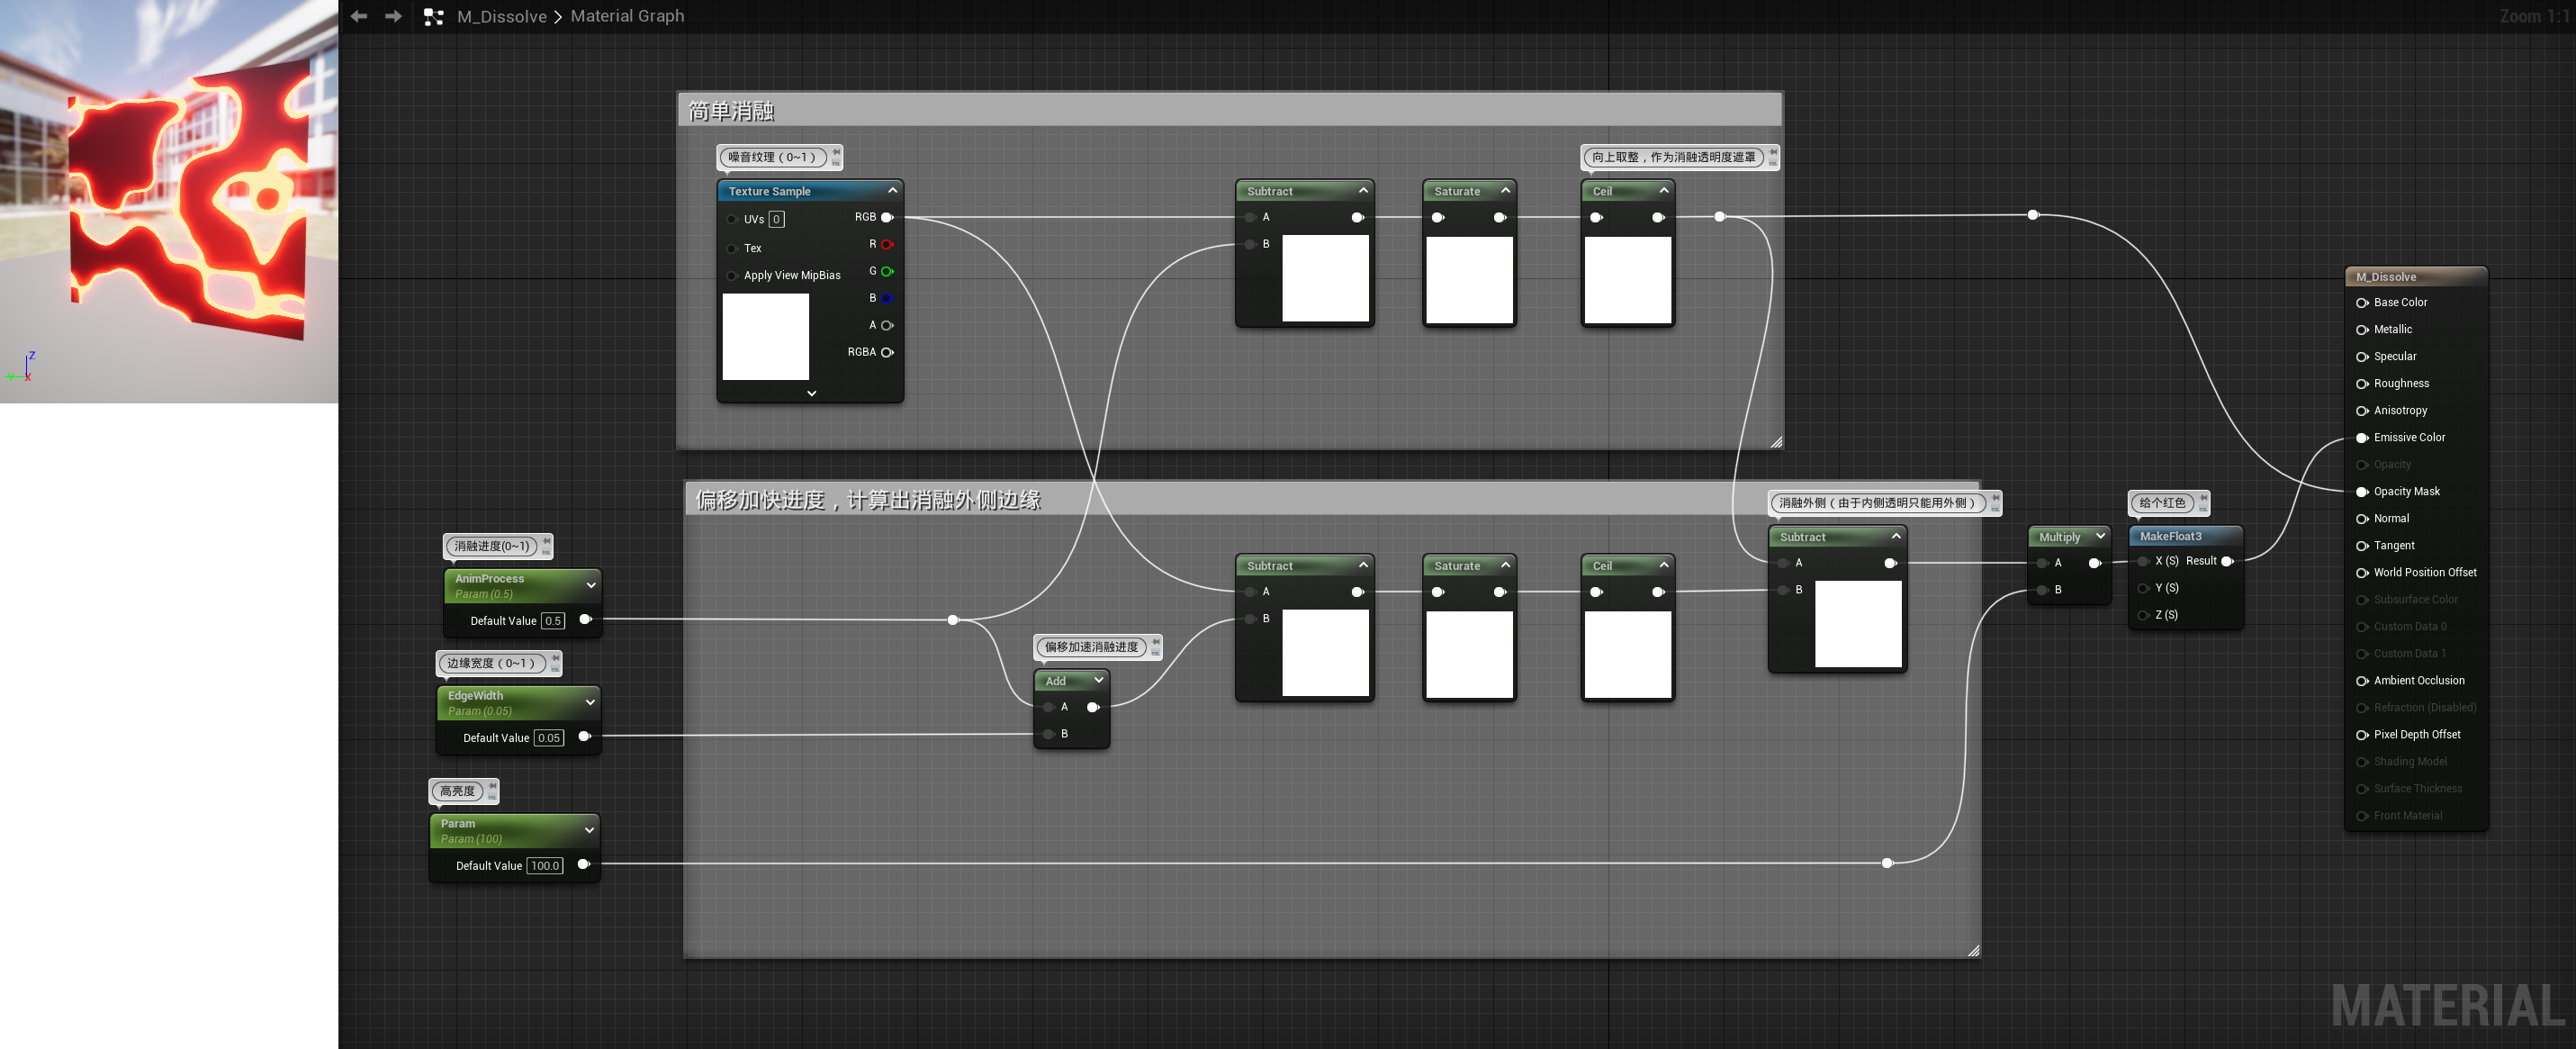 M_Dissolve > Material Graph
Zoom 1:1
简单消融
噪音纹理（0~1）
Texture Sample
UVs 0
Tex
Apply View MipBias
RGB
R
G
B
A
RGBA
Subtract
A
B
Saturate
向上取整，作为消融透明度遮罩
Ceil
偏移加快进度，计算出消融外侧边缘
消融进度(0~1)
AnimProcess
Param (0.5)
Default Value 0.5
边缘宽度（0~1）
EdgeWidth
Param (0.05)
Default Value 0.05
高亮度
Param
Param (100)
Default Value 100.0
偏移加速消融进度
Add
A
B
Subtract
A
B
Saturate
Ceil
消融外侧（由于内侧透明只能用外侧）
Subtract
A
B
Multiply
A
B
给个红色
MakeFloat3
X (S) Result
Y (S)
Z (S)
M_Dissolve
Base Color
Metallic
Specular
Roughness
Anisotropy
Emissive Color
Opacity
Opacity Mask
Normal
Tangent
World Position Offset
Subsurface Color
Custom Data 0
Custom Data 1
Ambient Occlusion
Refraction (Disabled)
Pixel Depth Offset
Shading Model
Surface Thickness
Front Material
MATERIAL
Z
Y
X